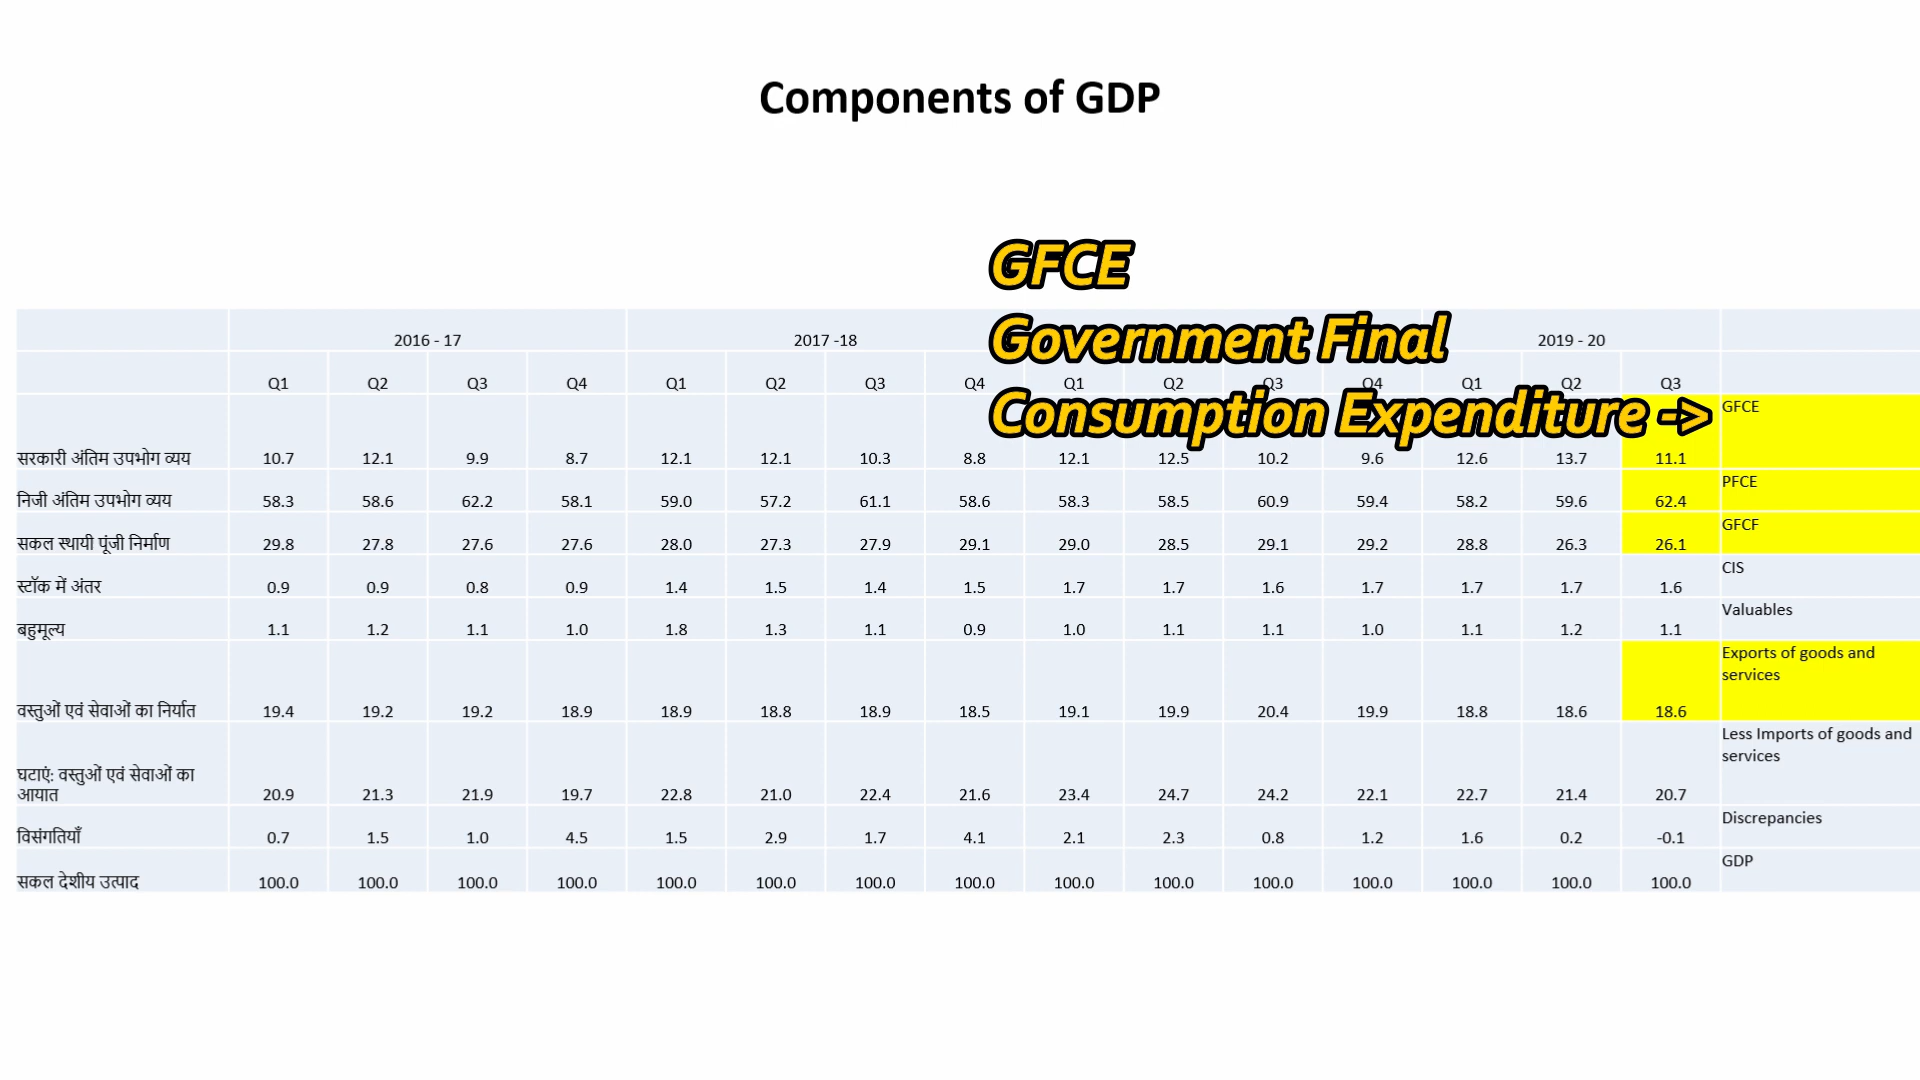 Components of GDP
GFCE
Government Final
Consumption Expenditure ->
2016 - 17 2017 -18 2019 - 20
Q1 Q2 Q3 Q4 Q1 Q2 Q3 Q4 Q1 Q2 Q3 Q4 Q1 Q2 Q3
सरकारी अंतिम उपभोग व्यय 10.7 12.1 9.9 8.7 12.1 12.1 10.3 8.8 12.1 12.5 10.2 9.6 12.6 13.7 11.1 GFCE
निजी अंतिम उपभोग व्यय 58.3 58.6 62.2 58.1 59.0 57.2 61.1 58.6 58.3 58.5 60.9 59.4 58.2 59.6 62.4 PFCE
सकल स्थायी पूंजी निर्माण 29.8 27.8 27.6 27.6 28.0 27.3 27.9 29.1 29.0 28.5 29.1 29.2 28.8 26.3 26.1 GFCF
स्टॉक में अंतर 0.9 0.9 0.8 0.9 1.4 1.5 1.4 1.5 1.7 1.7 1.6 1.7 1.7 1.7 1.6 CIS
बहुमूल्य 1.1 1.2 1.1 1.0 1.8 1.3 1.1 0.9 1.0 1.1 1.1 1.0 1.1 1.2 1.1 Valuables
Exports of goods and
services
वस्तुओं एवं सेवाओं का निर्यात 19.4 19.2 19.2 18.9 18.9 18.8 18.9 18.5 19.1 19.9 20.4 19.9 18.8 18.6 18.6
Less Imports of goods and
services
घटाएं: वस्तुओं एवं सेवाओं का
आयात 20.9 21.3 21.9 19.7 22.8 21.0 22.4 21.6 23.4 24.7 24.2 22.1 22.7 21.4 20.7
विसंगतियाँ 0.7 1.5 1.0 4.5 1.5 2.9 1.7 4.1 2.1 2.3 0.8 1.2 1.6 0.2 -0.1 Discrepancies
सकल देशीय उत्पाद 100.0 100.0 100.0 100.0 100.0 100.0 100.0 100.0 100.0 100.0 100.0 100.0 100.0 100.0 100.0 GDP